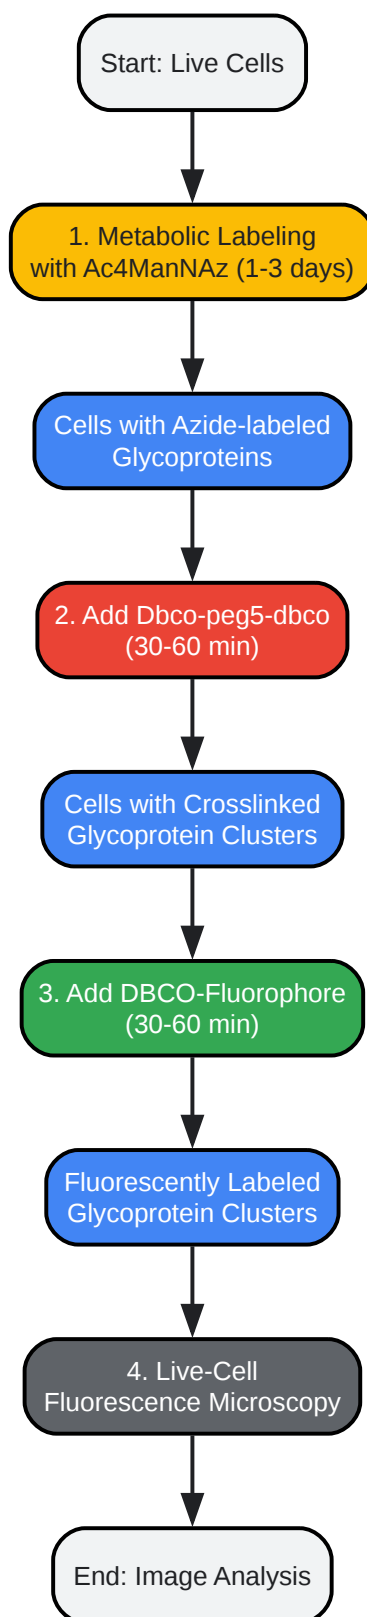 Start: Live Cells
1. Metabolic Labeling
with Ac4ManNAz (1-3 days)
Cells with Azide-labeled
Glycoproteins
2. Add Dbco-peg5-dbco
(30-60 min)
Cells with Crosslinked
Glycoprotein Clusters
3. Add DBCO-Fluorophore
(30-60 min)
Fluorescently Labeled
Glycoprotein Clusters
4. Live-Cell
Fluorescence Microscopy
End: Image Analysis